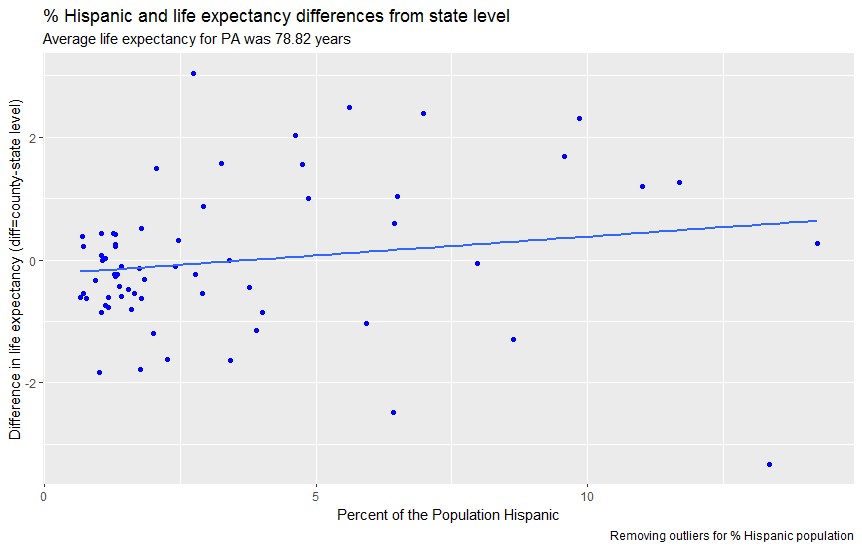 % Hispanic and life expectancy differences from state level
Average life expectancy for PA was 78.82 years
Difference in life expectancy (diff=county-state level)
2
0
-2
0
5
10
Percent of the Population Hispanic
Removing outliers for % Hispanic population